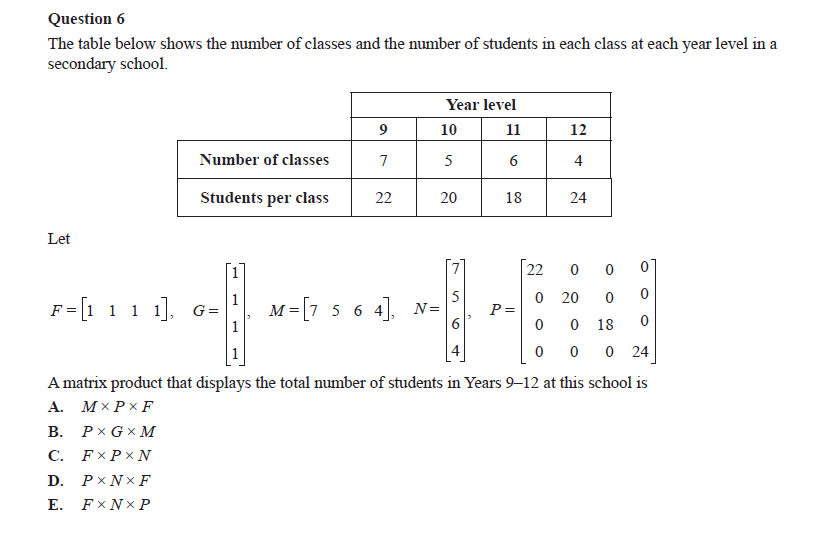 Question 6
The table below shows the number of classes and the number of students in each class at each year level in a
secondary school.
Year level
9 10 11 12
Number of classes 7 5 6 4
Students per class 22 20 18 24
Let
F = [1 1 1 1], G = [1 1 1 1], M = [7 5 6 4], N = [7 5 6 4], P = [22 0 0 0
0 20 0 0
0 0 18 0
0 0 0 24]
A matrix product that displays the total number of students in Years 9–12 at this school is
A. M × P × F
B. P × G × M
C. F × P × N
D. P × N × F
E. F × N × P